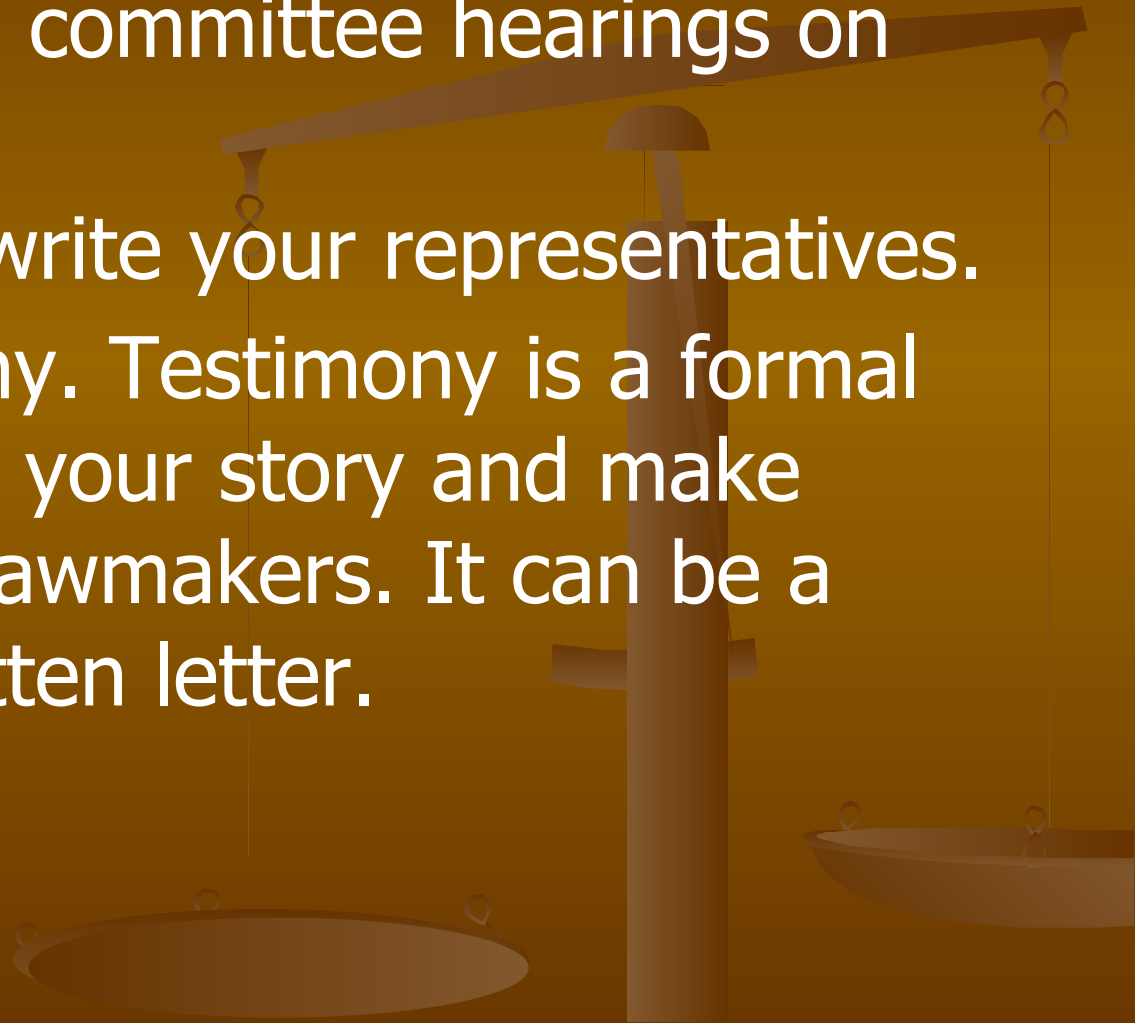 committee hearings on
write your representatives.
ny. Testimony is a formal
your story and make
awmakers. It can be a
tten letter.